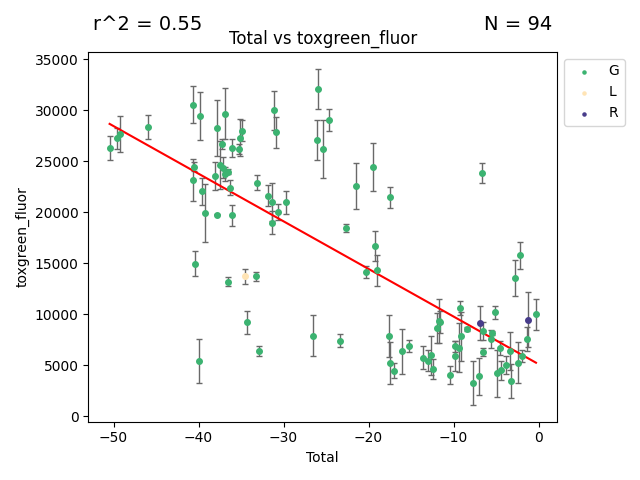 r^2 = 0.55
N = 94
Total vs toxgreen_fluor
35000
30000
25000
20000
15000
10000
5000
0
toxgreen_fluor
−50
−40
−30
−20
−10
0
Total
G
L
R